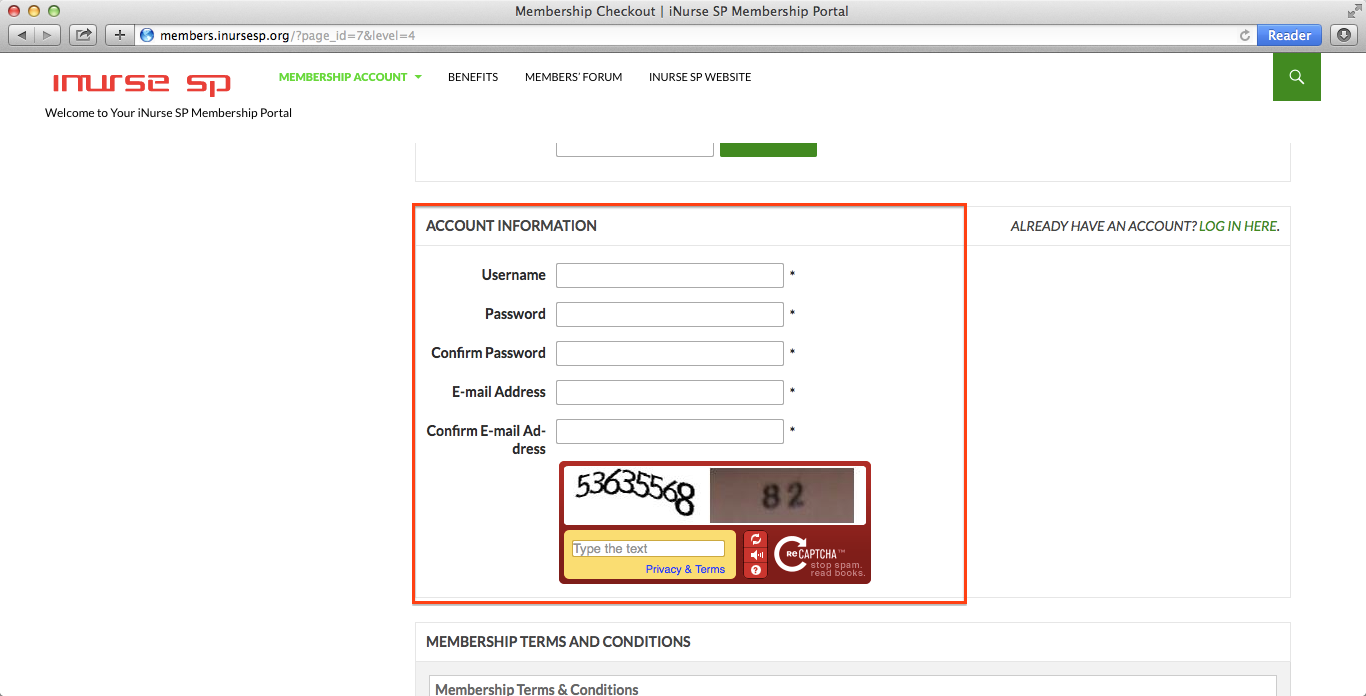 Membership Checkout | iNurse SP Membership Portal
members.inursesp.org/?page_id=7&level=4
Reader
inurse sp
MEMBERSHIP ACCOUNT
BENEFITS
MEMBERS' FORUM
INURSE SP WEBSITE
Welcome to Your iNurse SP Membership Portal
ACCOUNT INFORMATION
ALREADY HAVE AN ACCOUNT? LOG IN HERE.
Username *
Password *
Confirm Password *
E-mail Address *
Confirm E-mail Ad- *
dress
53635568 82
Type the text
Privacy & Terms
ReCAPTCHA™
stop spam.
read books.
MEMBERSHIP TERMS AND CONDITIONS
Membership Terms & Conditions